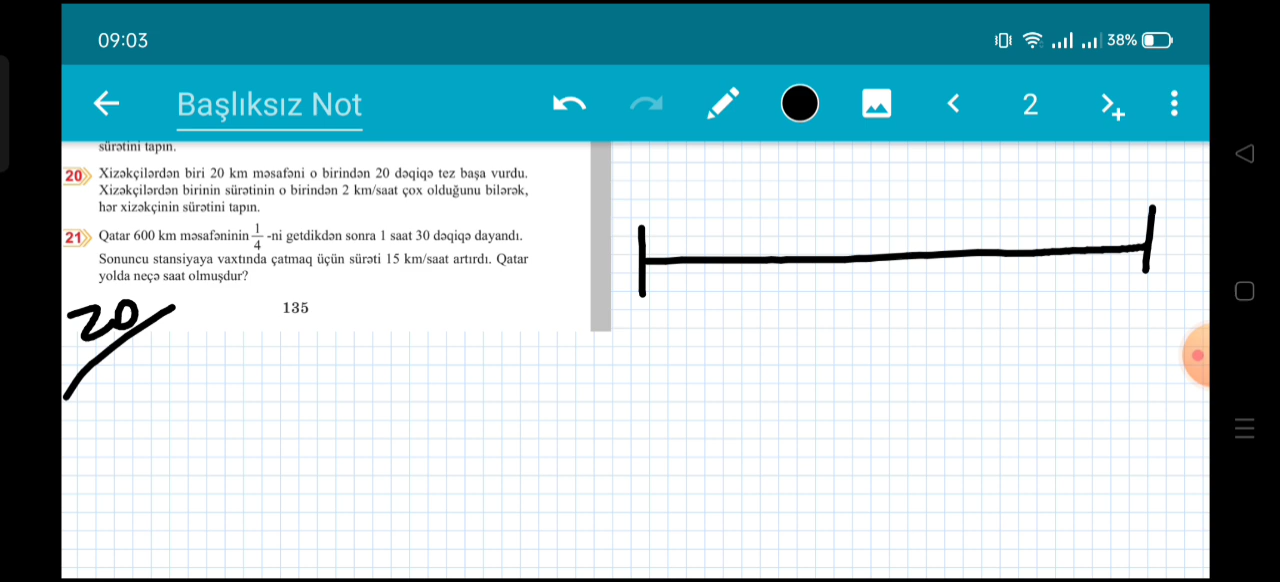 09:03
38%
Başlıksız Not
2
sürətini tapın.
20 Xizəkçilərdən biri 20 km məsafəni o birindən 20 dəqiqə tez başa vurdu.
Xizəkçilərdən birinin sürətinin o birindən 2 km/saat çox olduğunu bilərək,
hər xizəkçinin sürətini tapın.
21 Qatar 600 km məsafəninin 1/4 -ni getdikdən sonra 1 saat 30 dəqiqə dayandı.
Sonuncu stansiyaya vaxtında çatmaq üçün sürəti 15 km/saat artırdı. Qatar
yolda neçə saat olmuşdur?
135
20